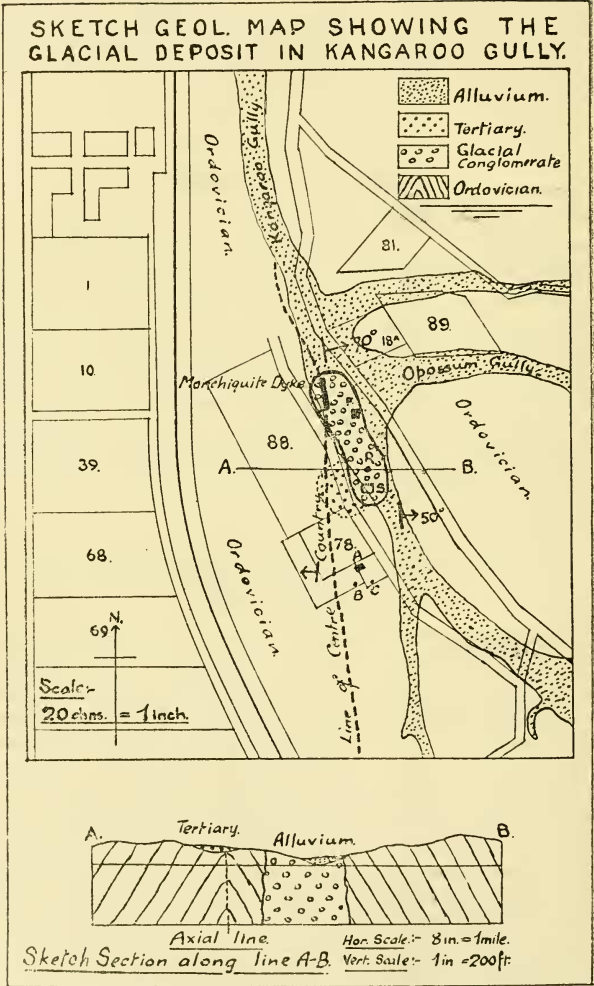 SKETCH GEOL. MAP SHOWING THE
GLACIAL DEPOSIT IN KANGAROO GULLY.
Alluvium.
Tertiary.
Glacial
Conglomerate
Ordovician.
Ordovician.
Kangaroo Gully
81.
1
89.
70° 18ᴬ
Opossum Gully
10.
Monchiquite Dyke
88.
Ordovician.
A.
B.
39.
S
50°
Country
78.
A
B C
Ordovician.
68.
69
N.
Line of Centre
Scale:-
20 chns. = 1 inch.
A.
Tertiary.
Alluvium.
B.
Axial line.
Hor. Scale:- 8 in. = 1 mile.
Sketch Section along line A-B.
Vert. Scale:- 1 in = 200 ft.